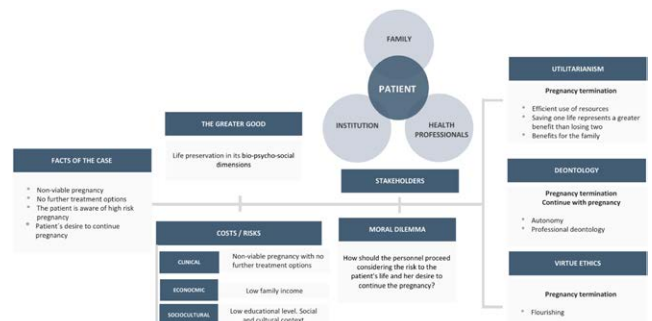 FAMILY
PATIENT
INSTITUTION
HEALTH
PROFESSIONALS
STAKEHOLDERS
THE GREATER GOOD
Life preservation in its bio-psycho-social
dimensions
FACTS OF THE CASE
* Non-viable pregnancy
* No further treatment options
* The patient is aware of high risk
pregnancy
* Patient´s desire to continue
pregnancy
COSTS / RISKS
CLINICAL
Non-viable pregnancy with no
further treatment options
ECONOCMIC
Low family income
SOCIOCULTURAL
Low educational level. Social
and cultural context
MORAL DILEMMA
How should the personnel proceed
considering the risk to the
patient's life and her desire to
continue the pregnancy?
UTILITARIANISM
Pregnancy termination
* Efficient use of resources
* Saving one life represents a greater
benefit than losing two
* Benefits for the family
DEONTOLOGY
Pregnancy termination
Continue with pregnancy
* Autonomy
* Professional deontology
VIRTUE ETHICS
Pregnancy termination
* Flourishing